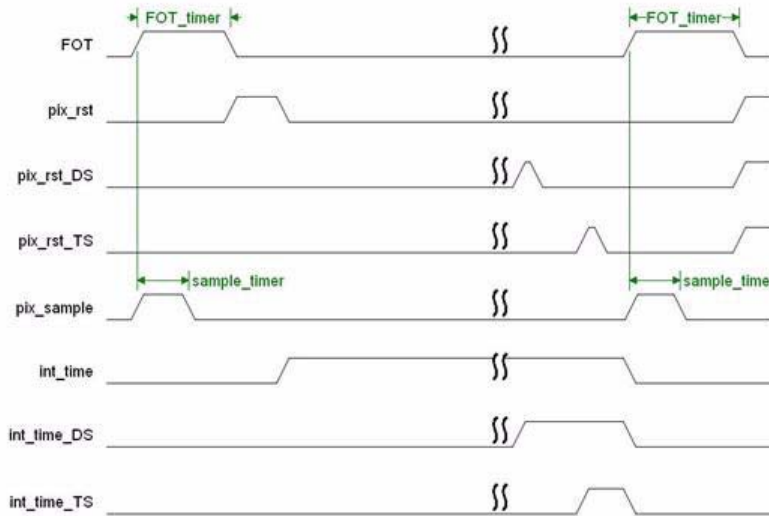 FOT_timer FOT_timer
FOT
pix_rst
pix_rst_DS
pix_rst_TS
sample_timer sample_time
pix_sample
int_time
int_time_DS
int_time_TS